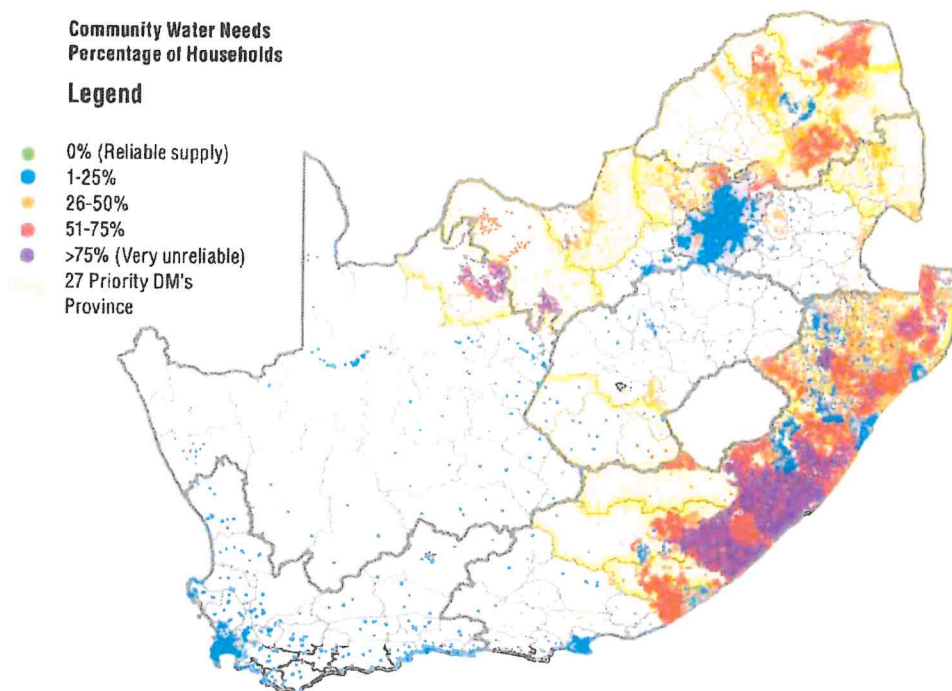 Community Water Needs
Percentage of Households
Legend
0% (Reliable supply)
1-25%
26-50%
51-75%
>75% (Very unreliable)
27 Priority DM's
Province